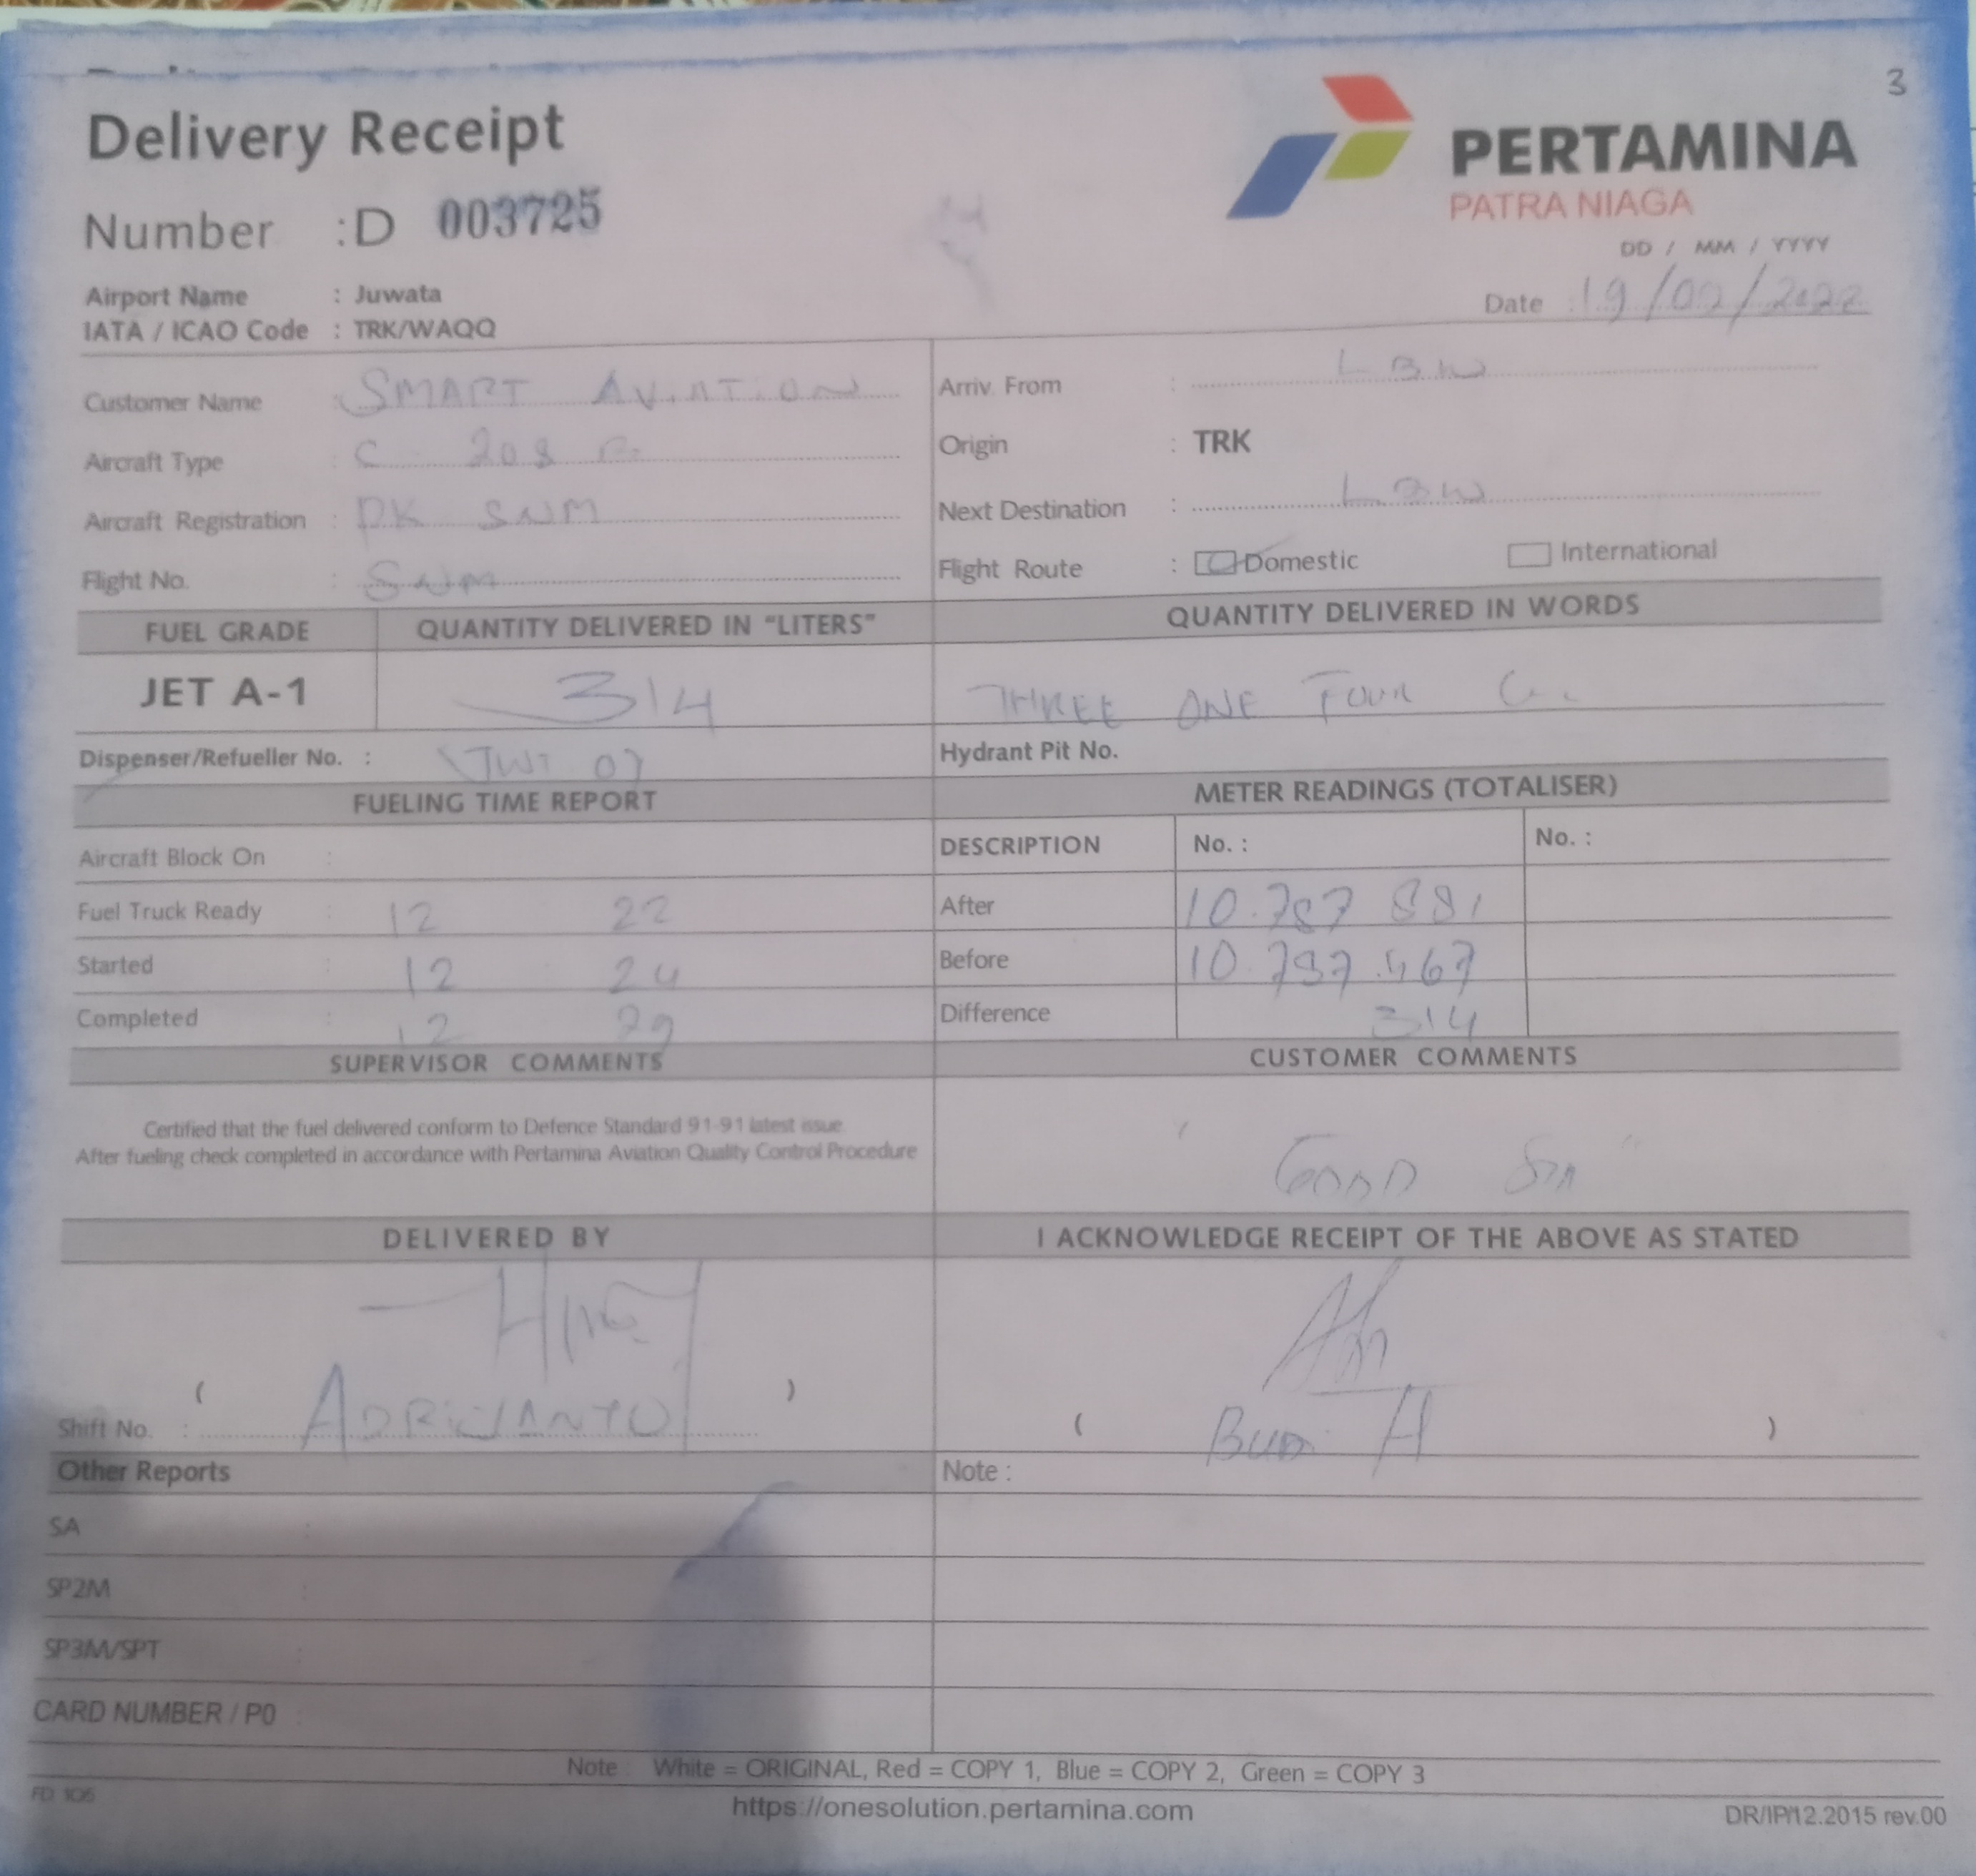 3
Delivery Receipt
PERTAMINA
PATRA NIAGA
Number : D 003725
DD / MM / YYYY
Airport Name : Juwata
Date : 19/02/2022
IATA / ICAO Code : TRK/WAQQ
Customer Name : SMART AVIATION
Arriv. From : LBW
Aircraft Type : C 208 B
Origin : TRK
Aircraft Registration : PK SNM
Next Destination : LBW
Flight No. : SNM
Flight Route : Domestic International
FUEL GRADE QUANTITY DELIVERED IN "LITERS" QUANTITY DELIVERED IN WORDS
JET A-1 314 THREE ONE FOUR
Dispenser/Refueller No. :
Hydrant Pit No.
FUELING TIME REPORT
METER READINGS (TOTALISER)
Aircraft Block On :
DESCRIPTION No. : No. :
Fuel Truck Ready : 12 22
After 10.787 881
Started : 12 24
Before 10.787.567
Completed : 12 29
Difference 314
SUPERVISOR COMMENTS
CUSTOMER COMMENTS
Certified that the fuel delivered conform to Defence Standard 91-91 latest issue.
After fueling check completed in accordance with Pertamina Aviation Quality Control Procedure
" GOOD "
DELIVERED BY
I ACKNOWLEDGE RECEIPT OF THE ABOVE AS STATED
( )
Shift No. : ADRIYANTO
( BUDI H )
Other Reports
Note :
SA :
SP2M :
SP3M/SPT :
CARD NUMBER / P0 :
Note : White = ORIGINAL, Red = COPY 1, Blue = COPY 2, Green = COPY 3
FD 106
https://onesolution.pertamina.com
DR/IP/12.2015 rev.00